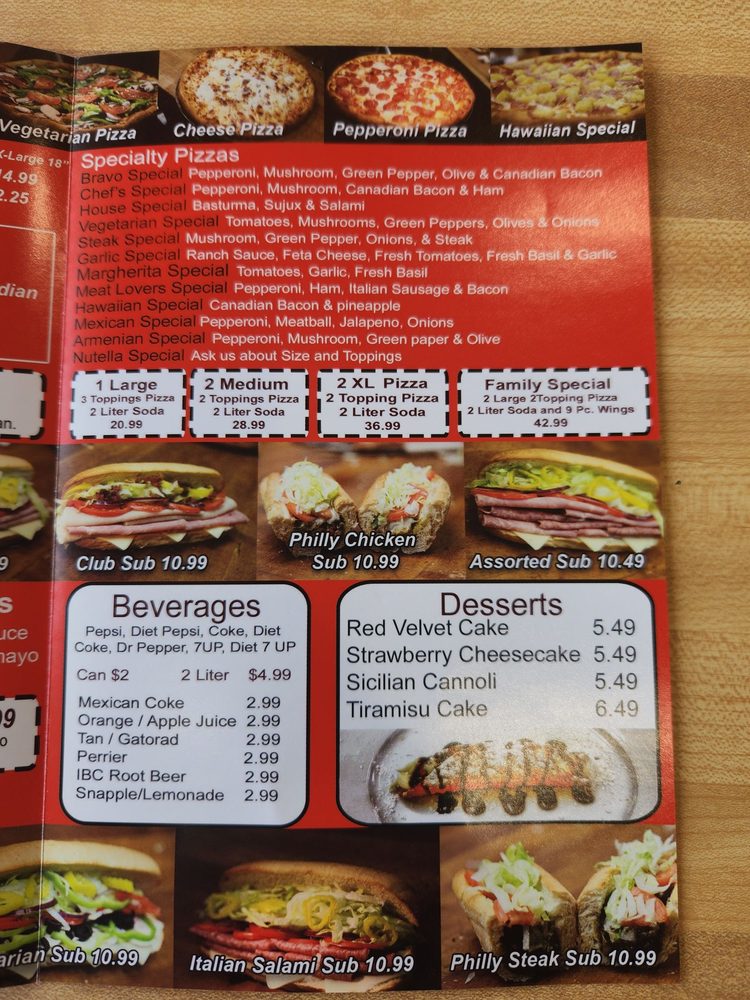 Vegetarian Pizza
Cheese Pizza
Pepperoni Pizza
Hawaiian Special
X-Large 18"
14.99
2.25
dian
an.
Specialty Pizzas
Bravo Special Pepperoni, Mushroom, Green Pepper, Olive & Canadian Bacon
Chef's Special Pepperoni, Mushroom, Canadian Bacon & Ham
House Special Basturma, Sujux & Salami
Vegetarian Special Tomatoes, Mushrooms, Green Peppers, Olives & Onions
Steak Special Mushroom, Green Pepper, Onions, & Steak
Garlic Special Ranch Sauce, Feta Cheese, Fresh Tomatoes, Fresh Basil & Garlic
Margherita Special Tomatoes, Garlic, Fresh Basil
Meat Lovers Special Pepperoni, Ham, Italian Sausage & Bacon
Hawaiian Special Canadian Bacon & pineapple
Mexican Special Pepperoni, Meatball, Jalapeno, Onions
Armenian Special Pepperoni, Mushroom, Green paper & Olive
Nutella Special Ask us about Size and Toppings
1 Large
3 Toppings Pizza
2 Liter Soda
20.99
2 Medium
2 Toppings Pizza
2 Liter Soda
28.99
2 XL Pizza
2 Topping Pizza
2 Liter Soda
36.99
Family Special
2 Large 2Topping Pizza
2 Liter Soda and 9 Pc. Wings
42.99
9
Club Sub 10.99
Philly Chicken
Sub 10.99
Assorted Sub 10.49
s
uce
mayo
99
o
Beverages
Pepsi, Diet Pepsi, Coke, Diet
Coke, Dr Pepper, 7UP, Diet 7 UP
Can $2 2 Liter $4.99
Mexican Coke 2.99
Orange / Apple Juice 2.99
Tan / Gatorad 2.99
Perrier 2.99
IBC Root Beer 2.99
Snapple/Lemonade 2.99
Desserts
Red Velvet Cake 5.49
Strawberry Cheesecake 5.49
Sicilian Cannoli 5.49
Tiramisu Cake 6.49
arian Sub 10.99
Italian Salami Sub 10.99
Philly Steak Sub 10.99